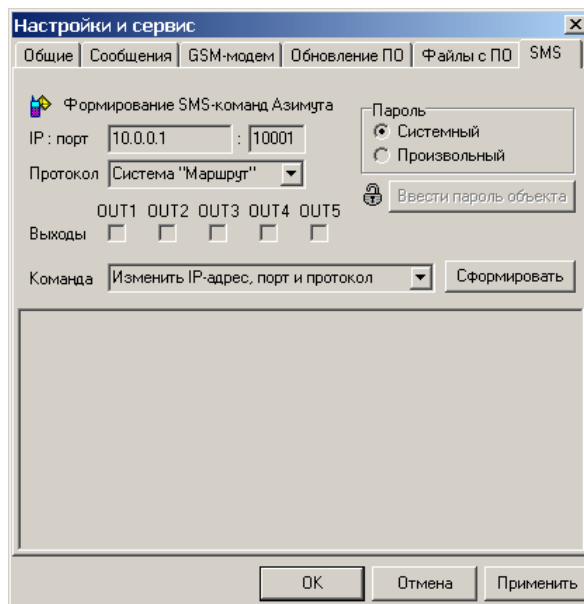 Настройки и сервис
Общие Сообщения GSM-модем Обновление ПО Файлы с ПО SMS
Формирование SMS-команд Азимута
Пароль
IP : порт 10.0.0.1 : 10001
Системный
Произвольный
Протокол Система "Маршрут"
Ввести пароль объекта
OUT1 OUT2 OUT3 OUT4 OUT5
Выходы
Команда Изменить IP-адрес, порт и протокол Сформировать
OK Отмена Применить